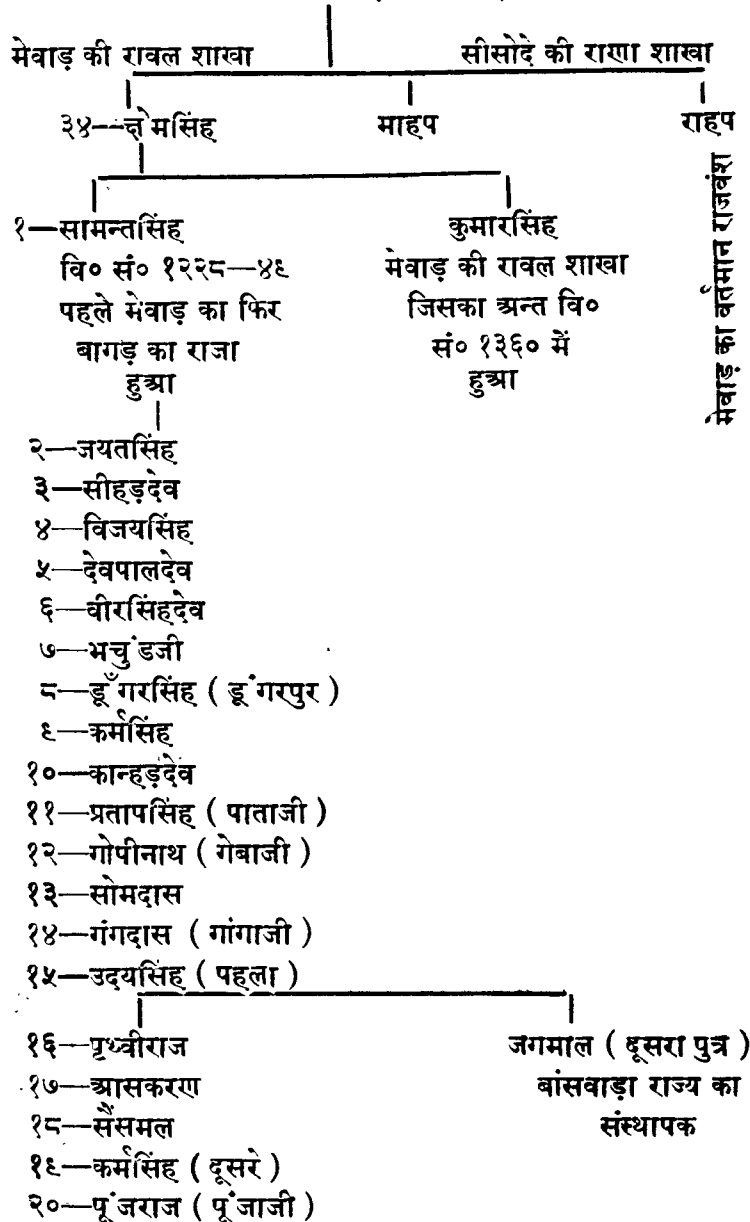 मेवाड़ की रावल शाखा
सीसोदे की राणा शाखा
३४—क्षेमसिंह
माहप
राहप
१—सामन्तसिंह
वि० सं० १२२८—४९
पहले मेवाड़ का फिर
बागड़ का राजा
हुआ
कुमारसिंह
मेवाड़ की रावल शाखा
जिसका अन्त वि०
सं० १३६० में
हुआ
मेवाड़ का वर्तमान राजवंश
२—जयतसिंह
३—सीहड़देव
४—विजयसिंह
५—देवपालदेव
६—वीरसिंहदेव
७—भचुंडजी
८—डूँगरसिंह ( डूंगरपुर )
९—कर्मसिंह
१०—कान्हड़देव
११—प्रतापसिंह ( पाताजी )
१२—गोपीनाथ ( गेबाजी )
१३—सोमदास
१४—गंगदास ( गांगाजी )
१५—उदयसिंह ( पहला )
१६—पृथ्वीराज
१७—आसकरण
१८—सैंसमल
१९—कर्मसिंह ( दूसरे )
२०—पूंजराज ( पूंजाजी )
जगमाल ( दूसरा पुत्र )
बांसवाड़ा राज्य का
संस्थापक